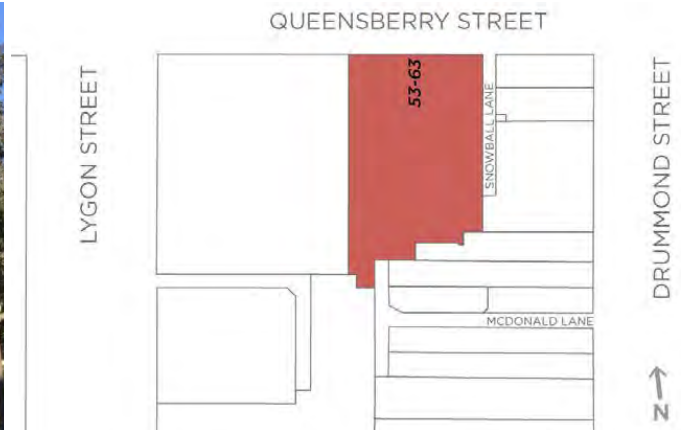 QUEENSBERRY STREET
LYGON STREET
53-63
SNOWBALL LANE
DRUMMOND STREET
MCDONALD LANE
N